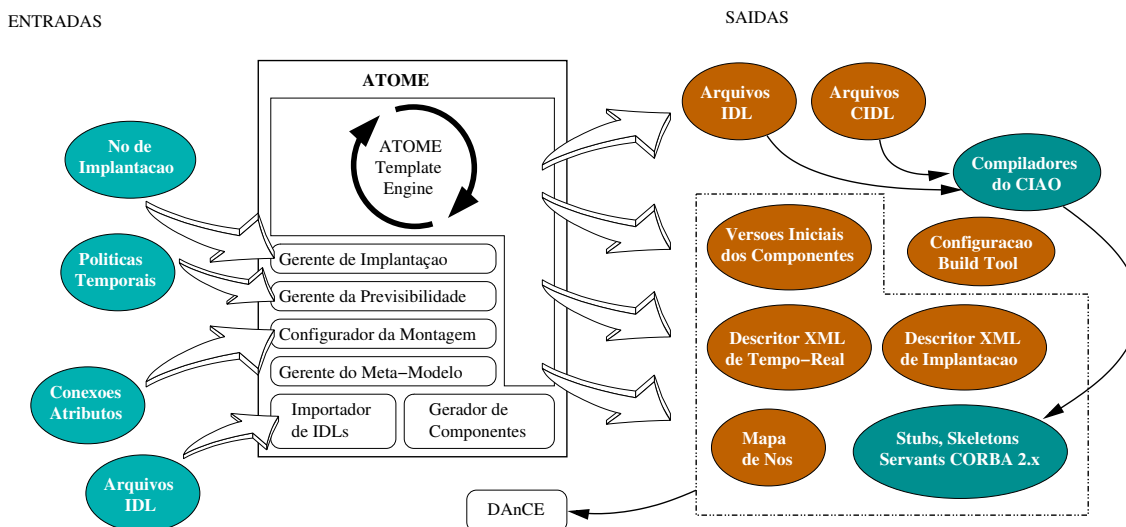 ENTRADAS
SAIDAS
ATOME
ATOME
Template
Engine
No de
Implantacao
Politicas
Temporais
Conexoes
Atributos
Arquivos
IDL
Gerente de Implantaçao
Gerente da Previsibilidade
Configurador da Montagem
Gerente do Meta−Modelo
Importador
de IDLs
Gerador de
Componentes
Arquivos
IDL
Arquivos
CIDL
Compiladores
do CIAO
Versoes Iniciais
dos Componentes
Configuracao
Build Tool
Descritor XML
de Tempo−Real
Descritor XML
de Implantacao
Mapa
de Nos
Stubs, Skeletons
Servants CORBA 2.x
DAnCE